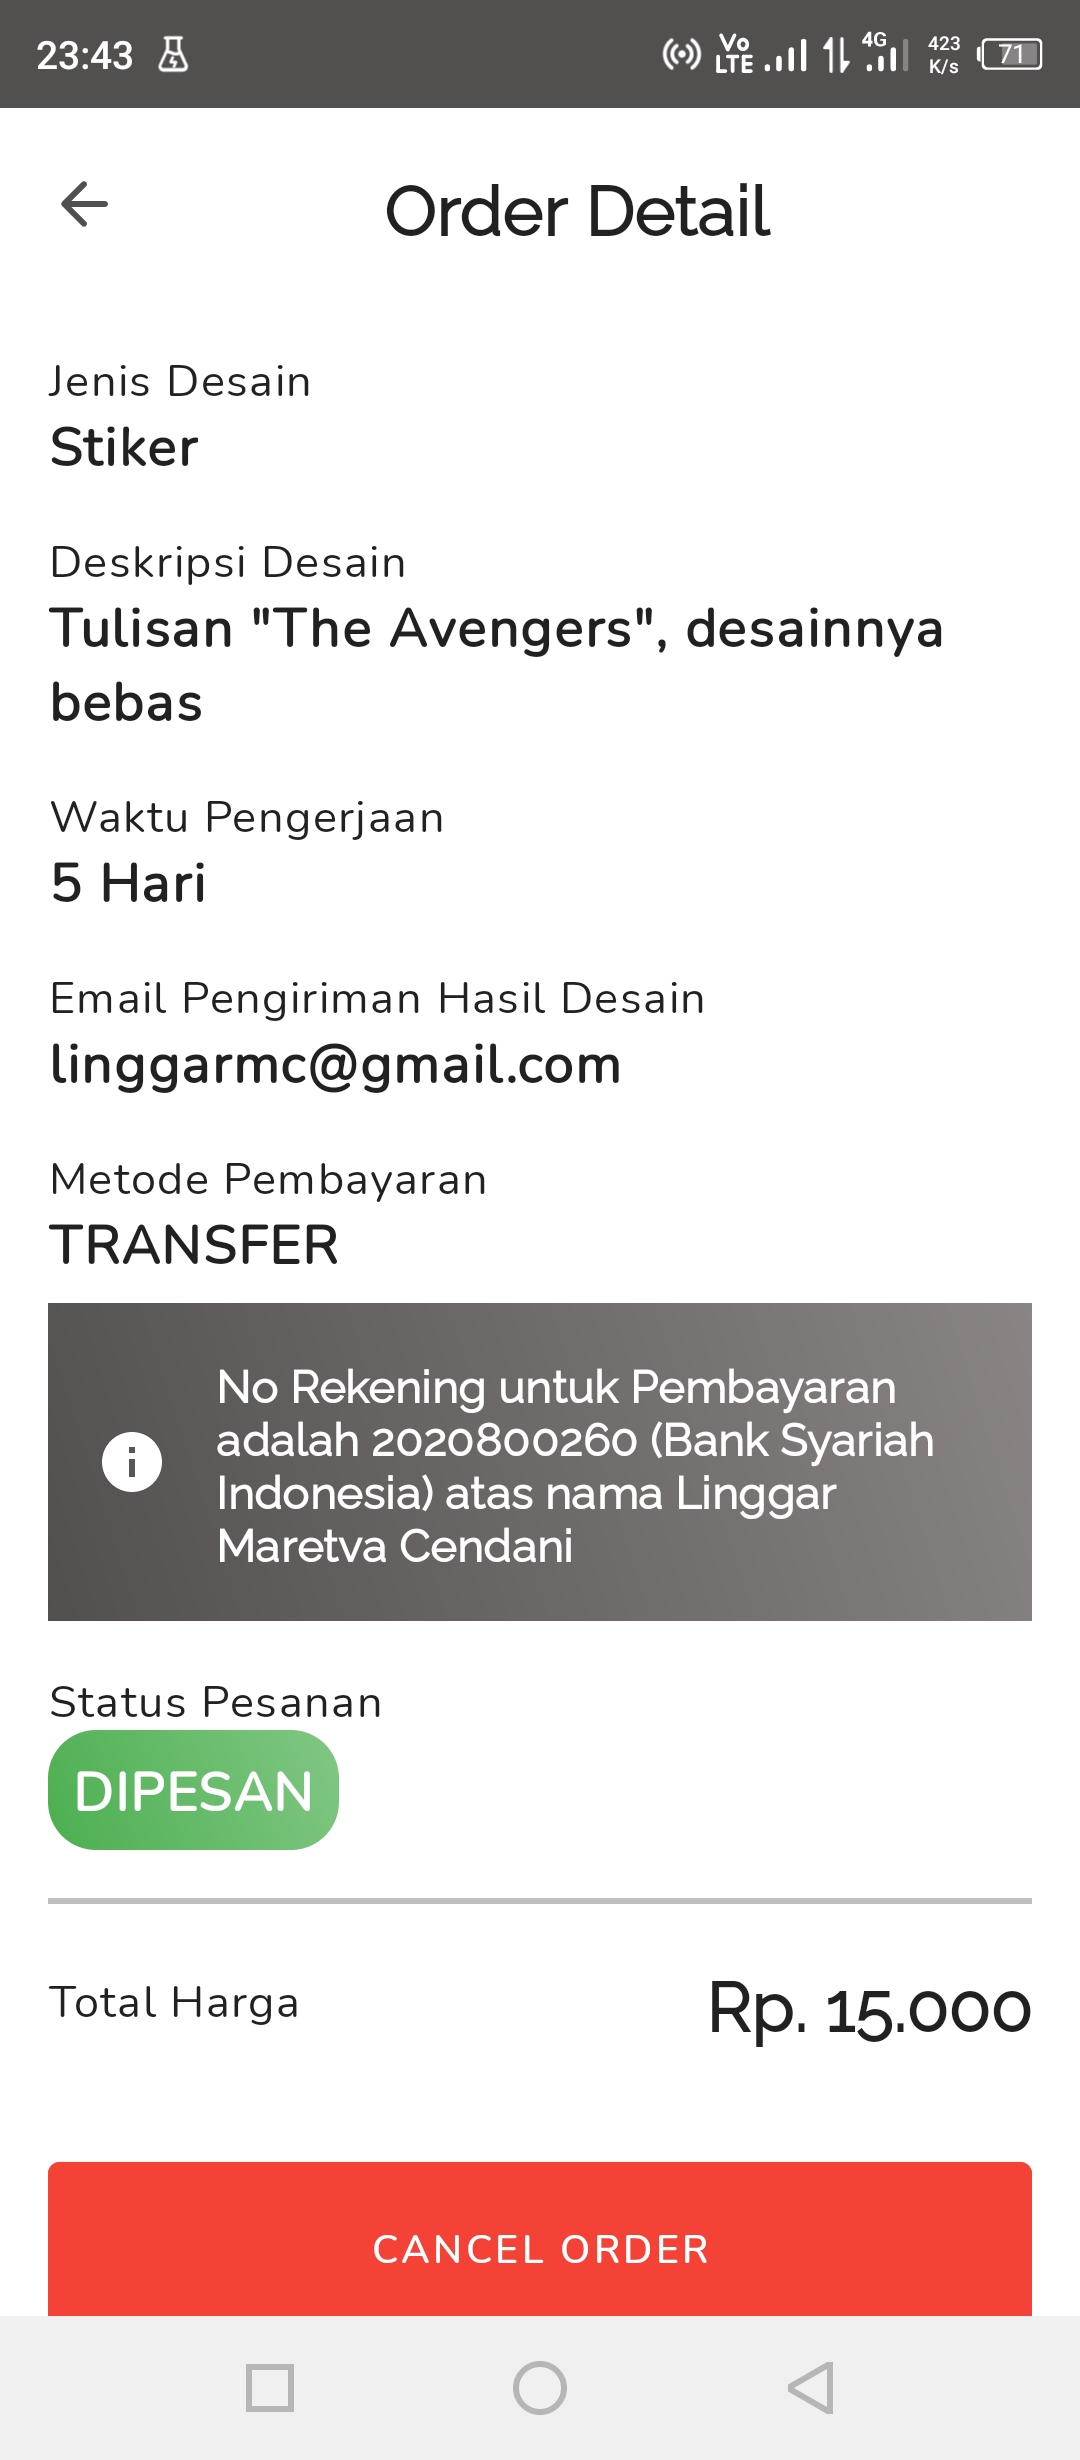 23:43 Vo LTE 4G 423 K/s 71
Order Detail
Jenis Desain
Stiker
Deskripsi Desain
Tulisan "The Avengers", desainnya
bebas
Waktu Pengerjaan
5 Hari
Email Pengiriman Hasil Desain
linggarmc@gmail.com
Metode Pembayaran
TRANSFER
No Rekening untuk Pembayaran
adalah 2020800260 (Bank Syariah
Indonesia) atas nama Linggar
Maretva Cendani
Status Pesanan
DIPESAN
Total Harga Rp. 15.000
CANCEL ORDER